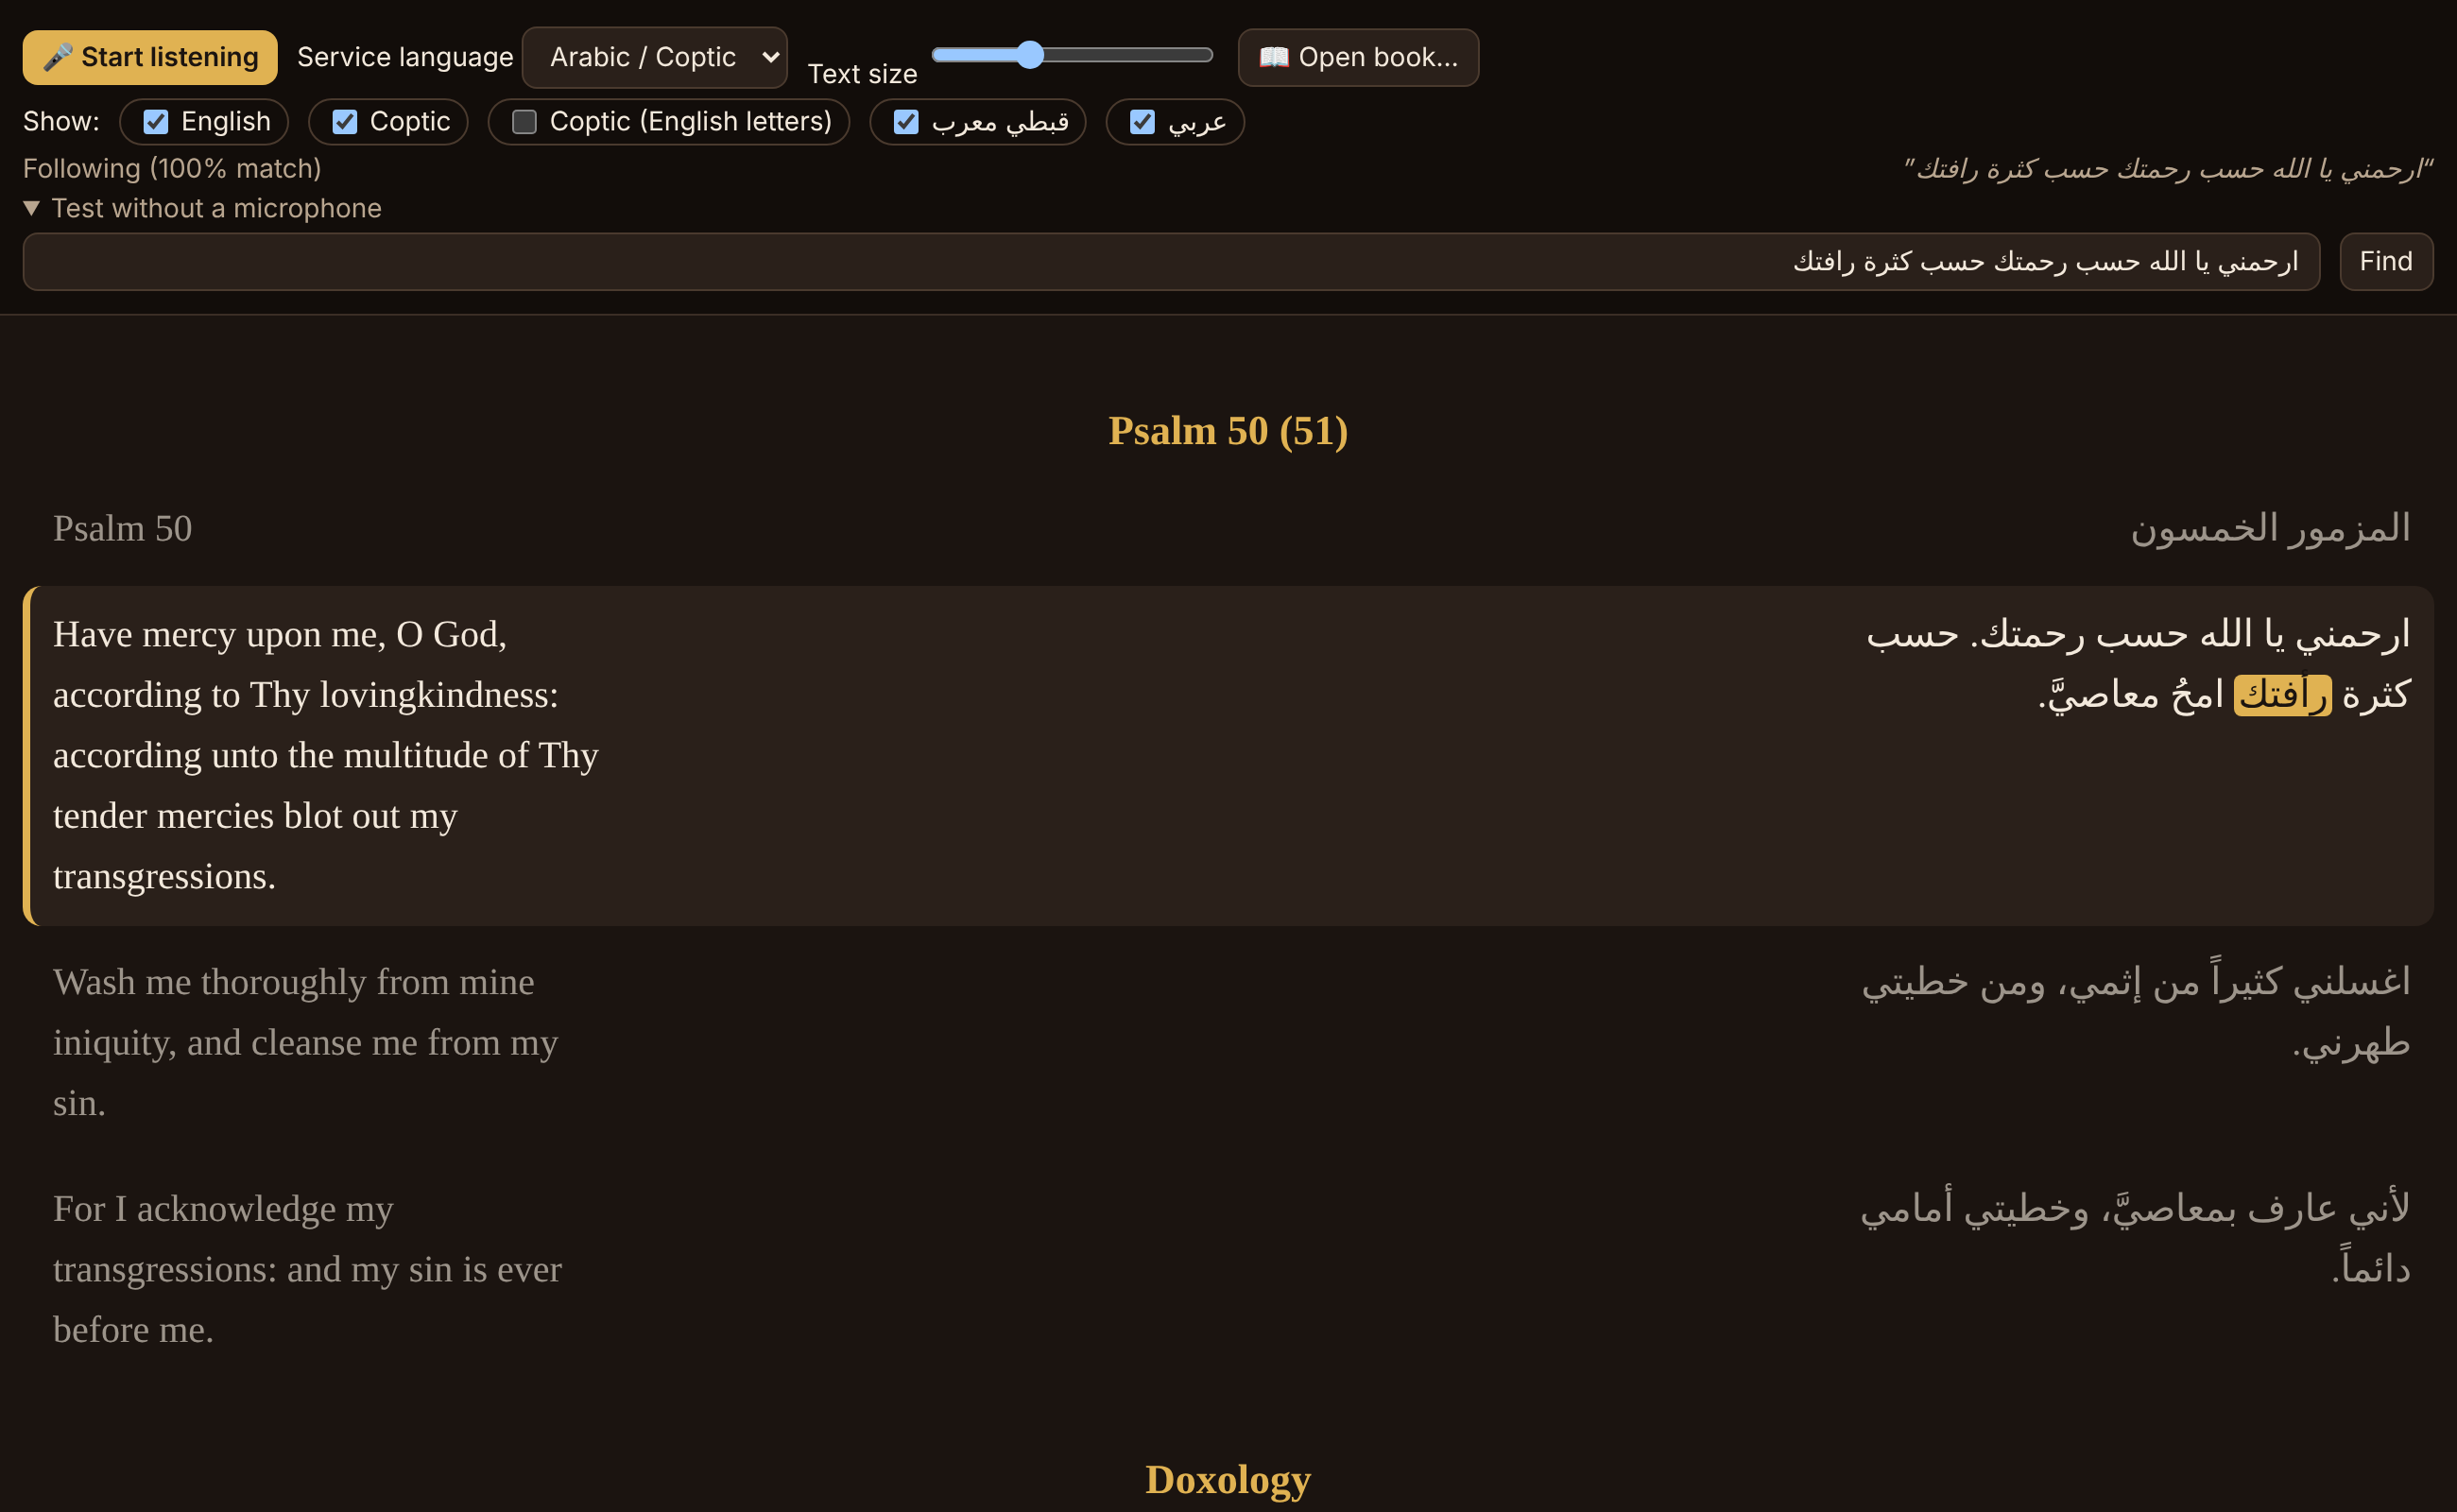 🎤 Start listening Service language Arabic / Coptic Text size 📖 Open book...
Show: English Coptic Coptic (English letters) قبطي معرب عربي
Following (100% match) "ارحمني يا الله حسب رحمتك حسب كثرة رافتك"
▼ Test without a microphone
ارحمني يا الله حسب رحمتك حسب كثرة رافتك Find
Psalm 50 (51)
Psalm 50
المزمور الخمسون
Have mercy upon me, O God,
according to Thy lovingkindness:
according unto the multitude of Thy
tender mercies blot out my
transgressions.
ارحمني يا الله حسب رحمتك. حسب
كثرة رأفتك امحُ معاصيَّ.
Wash me thoroughly from mine
iniquity, and cleanse me from my
sin.
اغسلني كثيراً من إثمي، ومن خطيتي
طهرني.
For I acknowledge my
transgressions: and my sin is ever
before me.
لأني عارف بمعاصيَّ، وخطيتي أمامي
دائماً.
Doxology